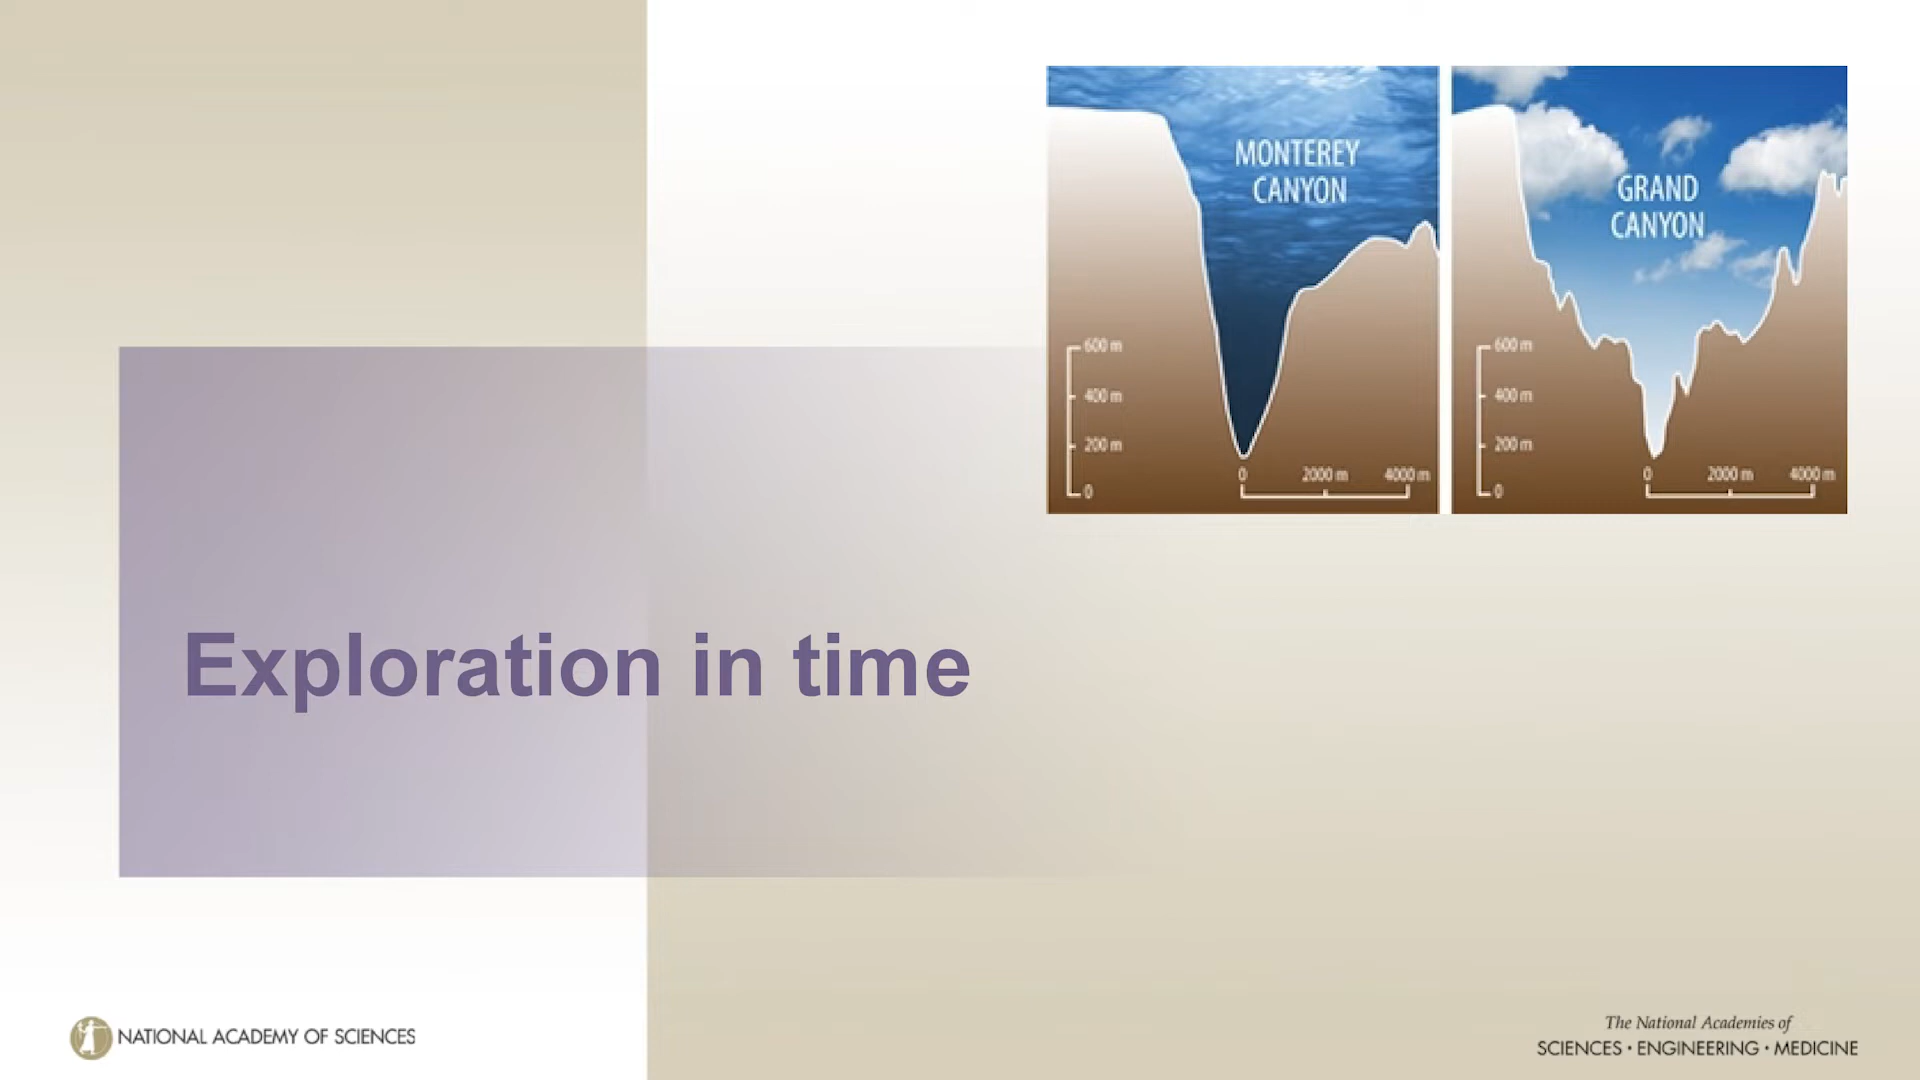 MONTEREY
CANYON
600 m
400 m
200 m
0
0 2000 m 4000 m
GRAND
CANYON
600 m
400 m
200 m
0
0 2000 m 4000 m
Exploration in time
NATIONAL ACADEMY OF SCIENCES
The National Academies of
SCIENCES • ENGINEERING • MEDICINE